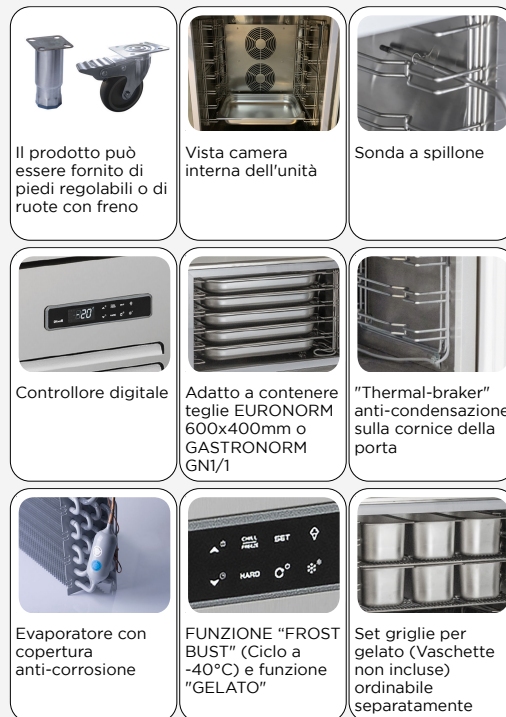 Il prodotto può
essere fornito di
piedi regolabili o di
ruote con freno
Vista camera
interna dell'unità
Sonda a spillone
-20
Controllore digitale
Adatto a contenere
teglie EURONORM
600x400mm o
GASTRONORM
GN1/1
"Thermal-braker"
anti-condensazione
sulla cornice della
porta
Evaporatore con
copertura
anti-corrosione
CHILL
FREEZE
SET
HARD
FUNZIONE “FROST
BUST" (Ciclo a
-40°C) e funzione
"GELATO"
Set griglie per
gelato (Vaschette
non incluse)
ordinabile
separatamente